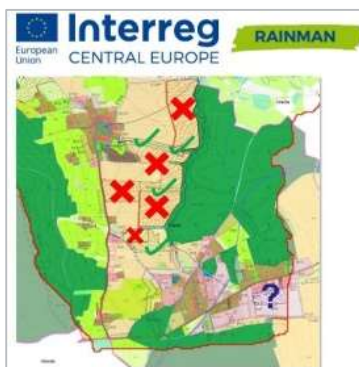 Interreg
RAINMAN
European
Union
CENTRAL EUROPE
?